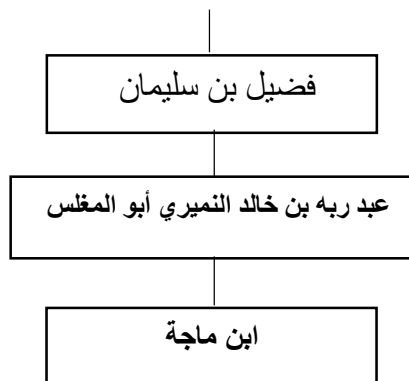 فضيل بن سليمان
عبد ربه بن خالد النميري أبو المغلس
ابن ماجة